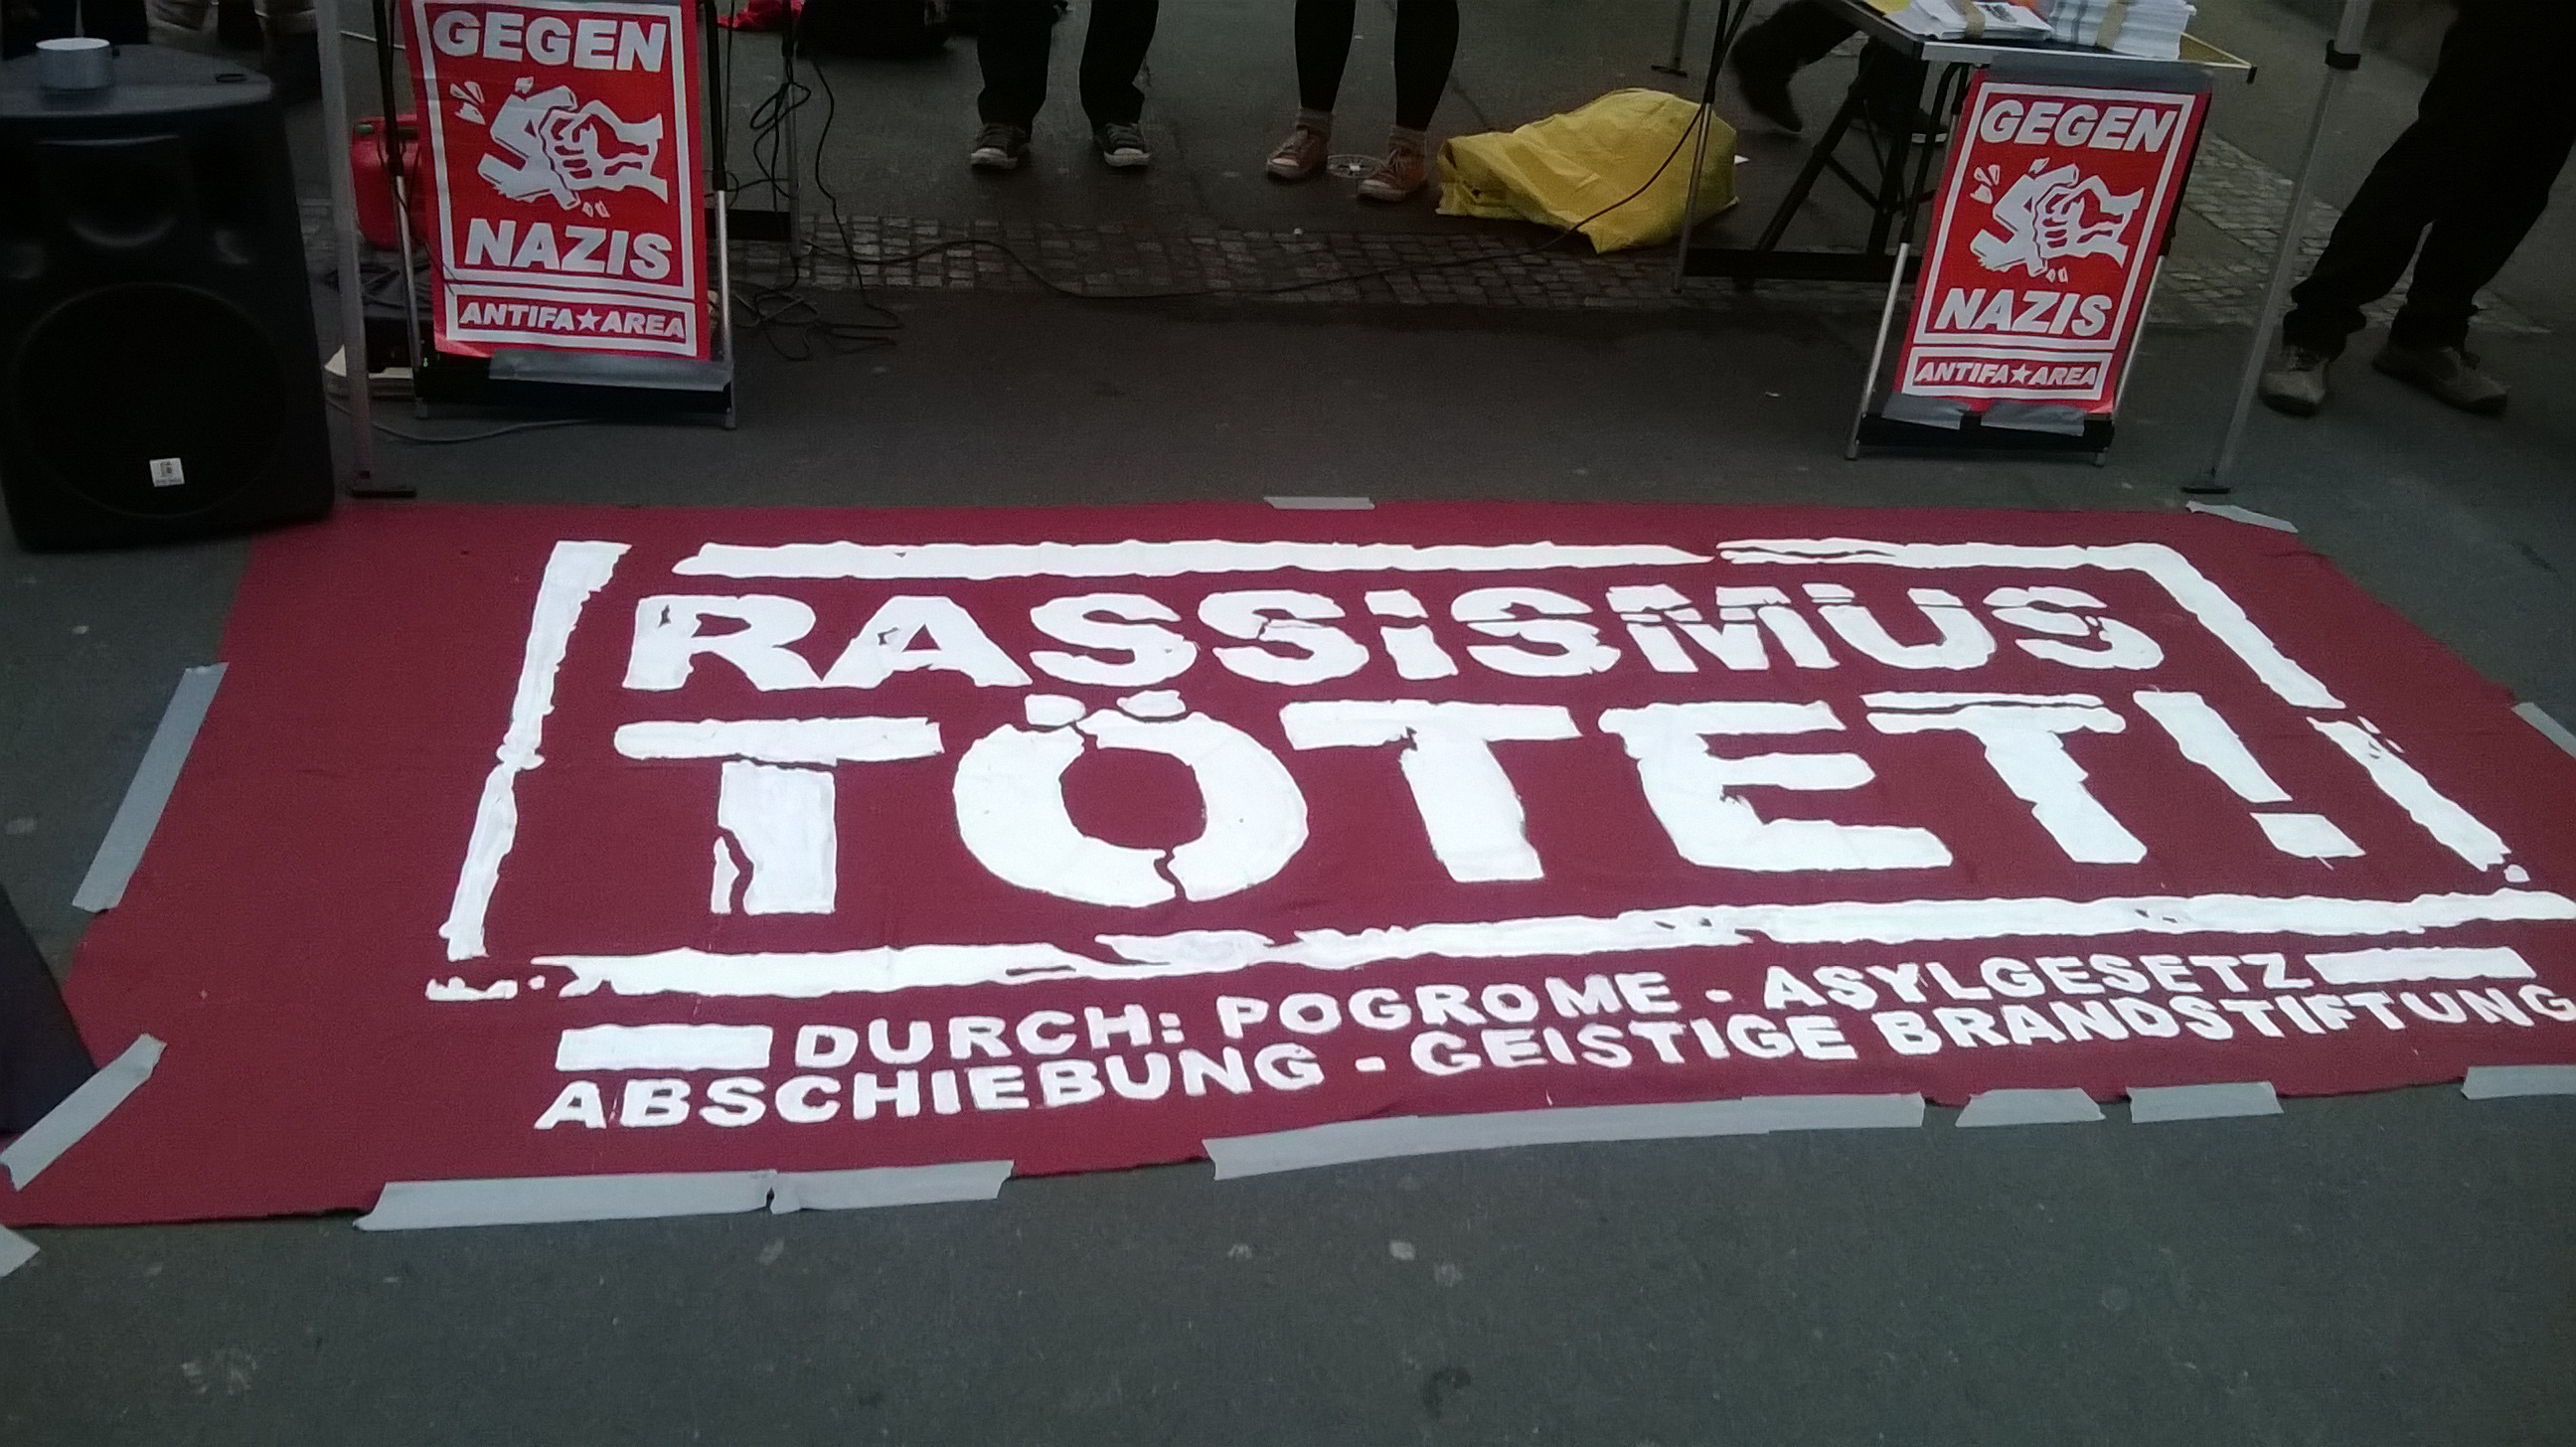 GEGEN
NAZIS
ANTIFA★AREA
GEGEN
NAZIS
ANTIFA★AREA
RASSiSMUS
TÖTET!
DURCH: POGROME - ASYLGESETZ
ABSCHIEBUNG - GEISTIGE BRANDSTIFTUNG